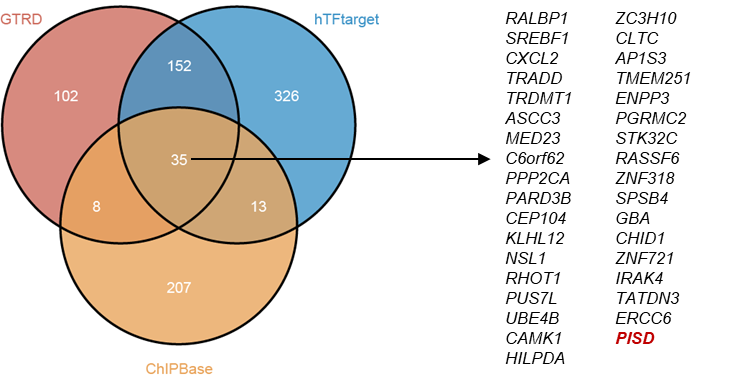 GTRD
hTFtarget
102
152
326
35
8
13
207
ChIPBase
RALBP1
SREBF1
CXCL2
TRADD
TRDMT1
ASCC3
MED23
C6orf62
PPP2CA
PARD3B
CEP104
KLHL12
NSL1
RHOT1
PUS7L
UBE4B
CAMK1
HILPDA
ZC3H10
CLTC
AP1S3
TMEM251
ENPP3
PGRMC2
STK32C
RASSF6
ZNF318
SPSB4
GBA
CHID1
ZNF721
IRAK4
TATDN3
ERCC6
PISD